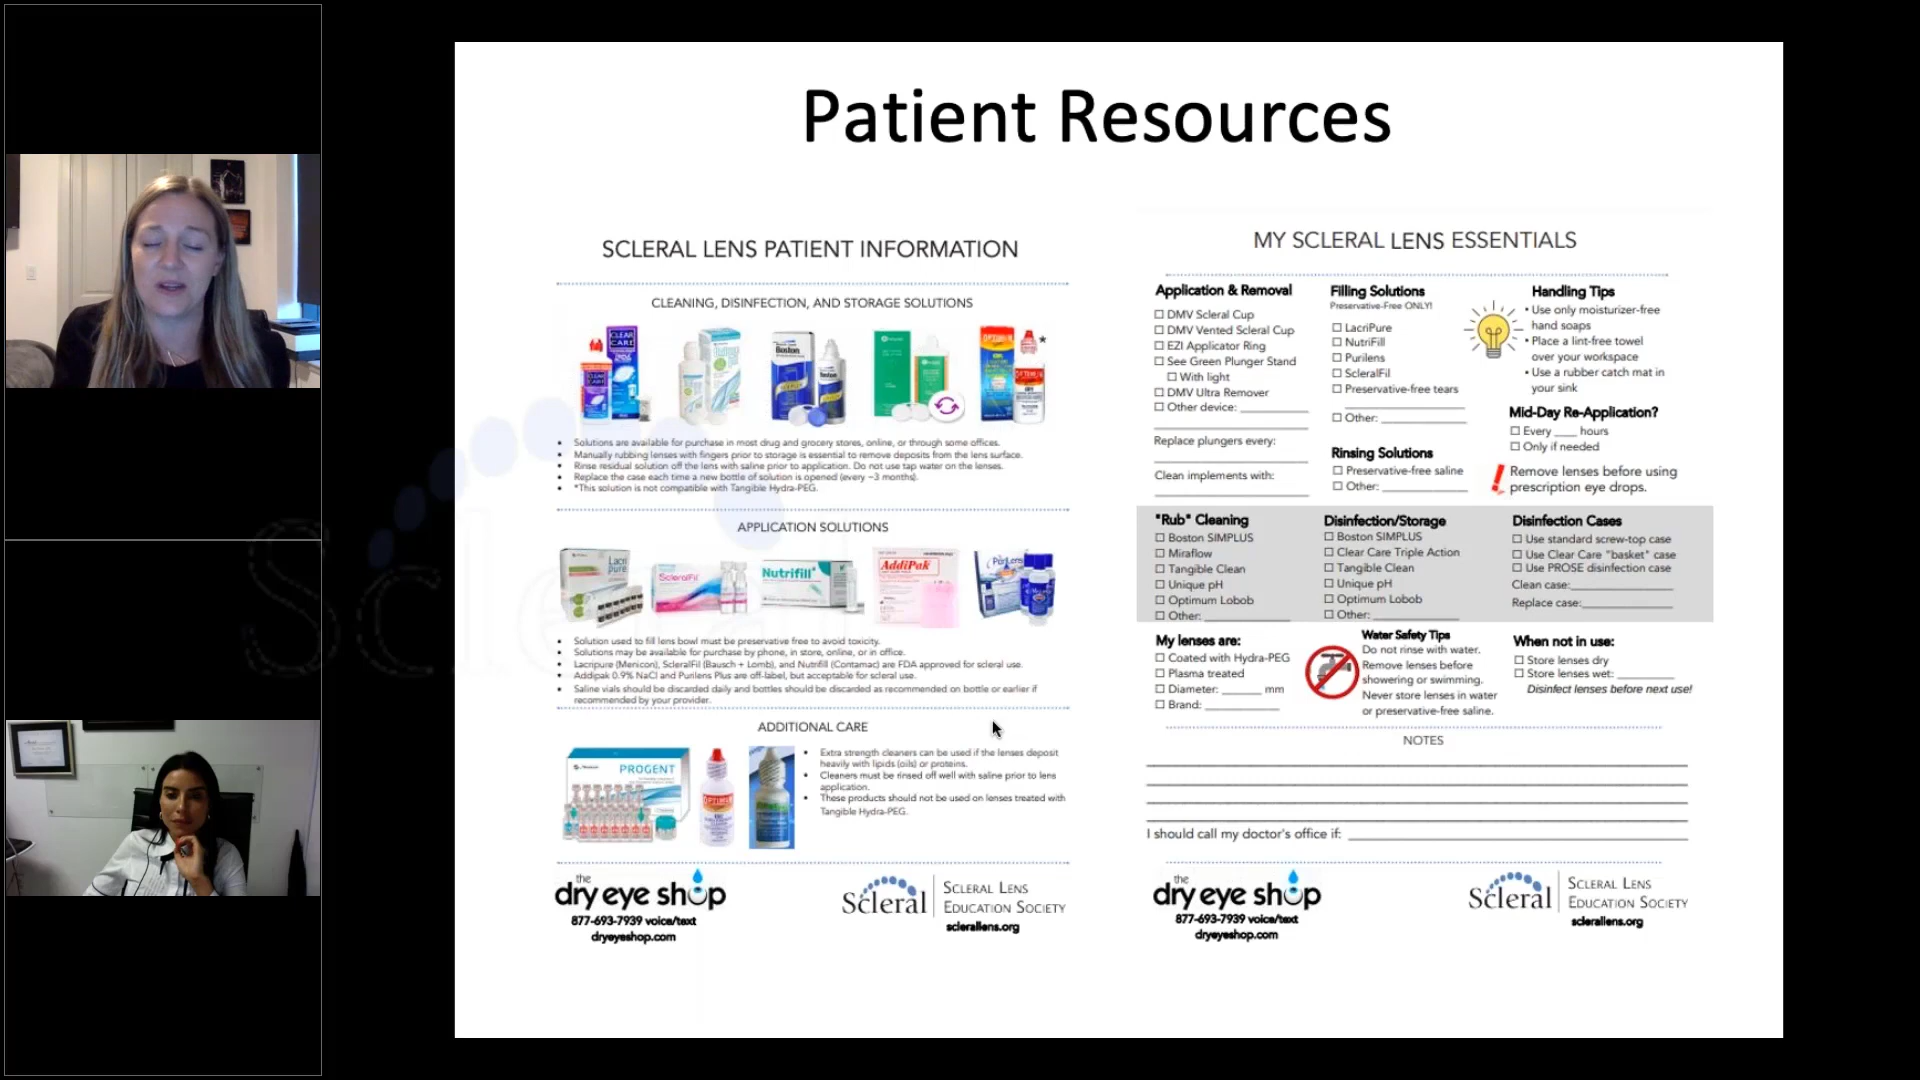 Patient Resources
SCLERAL LENS PATIENT INFORMATION
CLEANING, DISINFECTION, AND STORAGE SOLUTIONS
CLEAR CARE
Boston
OPTIMUM
*
• Solutions are available for purchase in most drug and grocery stores, online, or through some offices.
• Manually rubbing lenses with fingers prior to storage is essential to remove deposits from the lens surface.
• Rinse residual solution off the lens with saline prior to application. Do not use tap water on the lenses.
• Replace the case each time a new bottle of solution is opened (every ~3 months).
• *This solution is not compatible with Tangible Hydra-PEG.
APPLICATION SOLUTIONS
Lacri pure
ScleralFil
Nutrifill
AddiPak
PuriLens
• Solution used to fill lens bowl must be preservative free to avoid toxicity.
• Solutions may be available for purchase by phone, in store, online, or in office.
• Lacripure (Menicon), ScleralFil (Bausch + Lomb), and Nutrifill (Contamac) are FDA approved for scleral use.
• Addipak 0.9% NaCl and Purilens Plus are off-label, but acceptable for scleral use.
• Saline vials should be discarded daily and bottles should be discarded as recommended on bottle or earlier if
recommended by your provider.
ADDITIONAL CARE
PROGENT
OPTIMUM
• Extra strength cleaners can be used if the lenses deposit
heavily with lipids (oils) or proteins.
• Cleaners must be rinsed off well with saline prior to lens
application.
• These products should not be used on lenses treated with
Tangible Hydra-PEG.
the
dry eye shop
877-693-7939 voice/text
dryeyeshop.com
Scleral
SCLERAL LENS
EDUCATION SOCIETY
sclerallens.org
MY SCLERAL LENS ESSENTIALS
Application & Removal
☐ DMV Scleral Cup
☐ DMV Vented Scleral Cup
☐ EZI Applicator Ring
☐ See Green Plunger Stand
☐ With light
☐ DMV Ultra Remover
☐ Other device: __________
Replace plungers every:
Clean implements with:
Filling Solutions
Preservative-Free ONLY!
☐ LacriPure
☐ NutriFill
☐ Purilens
☐ ScleralFil
☐ Preservative-free tears
☐ Other: __________
Rinsing Solutions
☐ Preservative-free saline
☐ Other: __________
Handling Tips
• Use only moisturizer-free
hand soaps
• Place a lint-free towel
over your workspace
• Use a rubber catch mat in
your sink
Mid-Day Re-Application?
☐ Every ____ hours
☐ Only if needed
! Remove lenses before using
prescription eye drops.
"Rub" Cleaning
☐ Boston SIMPLUS
☐ Miraflow
☐ Tangible Clean
☐ Unique pH
☐ Optimum Lobob
☐ Other: __________
Disinfection/Storage
☐ Boston SIMPLUS
☐ Clear Care Triple Action
☐ Tangible Clean
☐ Unique pH
☐ Optimum Lobob
☐ Other: __________
Disinfection Cases
☐ Use standard screw-top case
☐ Use Clear Care "basket" case
☐ Use PROSE disinfection case
Clean case: __________
Replace case: __________
My lenses are:
☐ Coated with Hydra-PEG
☐ Plasma treated
☐ Diameter: ______ mm
☐ Brand: __________
Water Safety Tips
Do not rinse with water.
Remove lenses before
showering or swimming.
Never store lenses in water
or preservative-free saline.
When not in use:
☐ Store lenses dry
☐ Store lenses wet: ________
Disinfect lenses before next use!
NOTES
I should call my doctor's office if: __________
the
dry eye shop
877-693-7939 voice/text
dryeyeshop.com
Scleral
SCLERAL LENS
EDUCATION SOCIETY
sclerallens.org